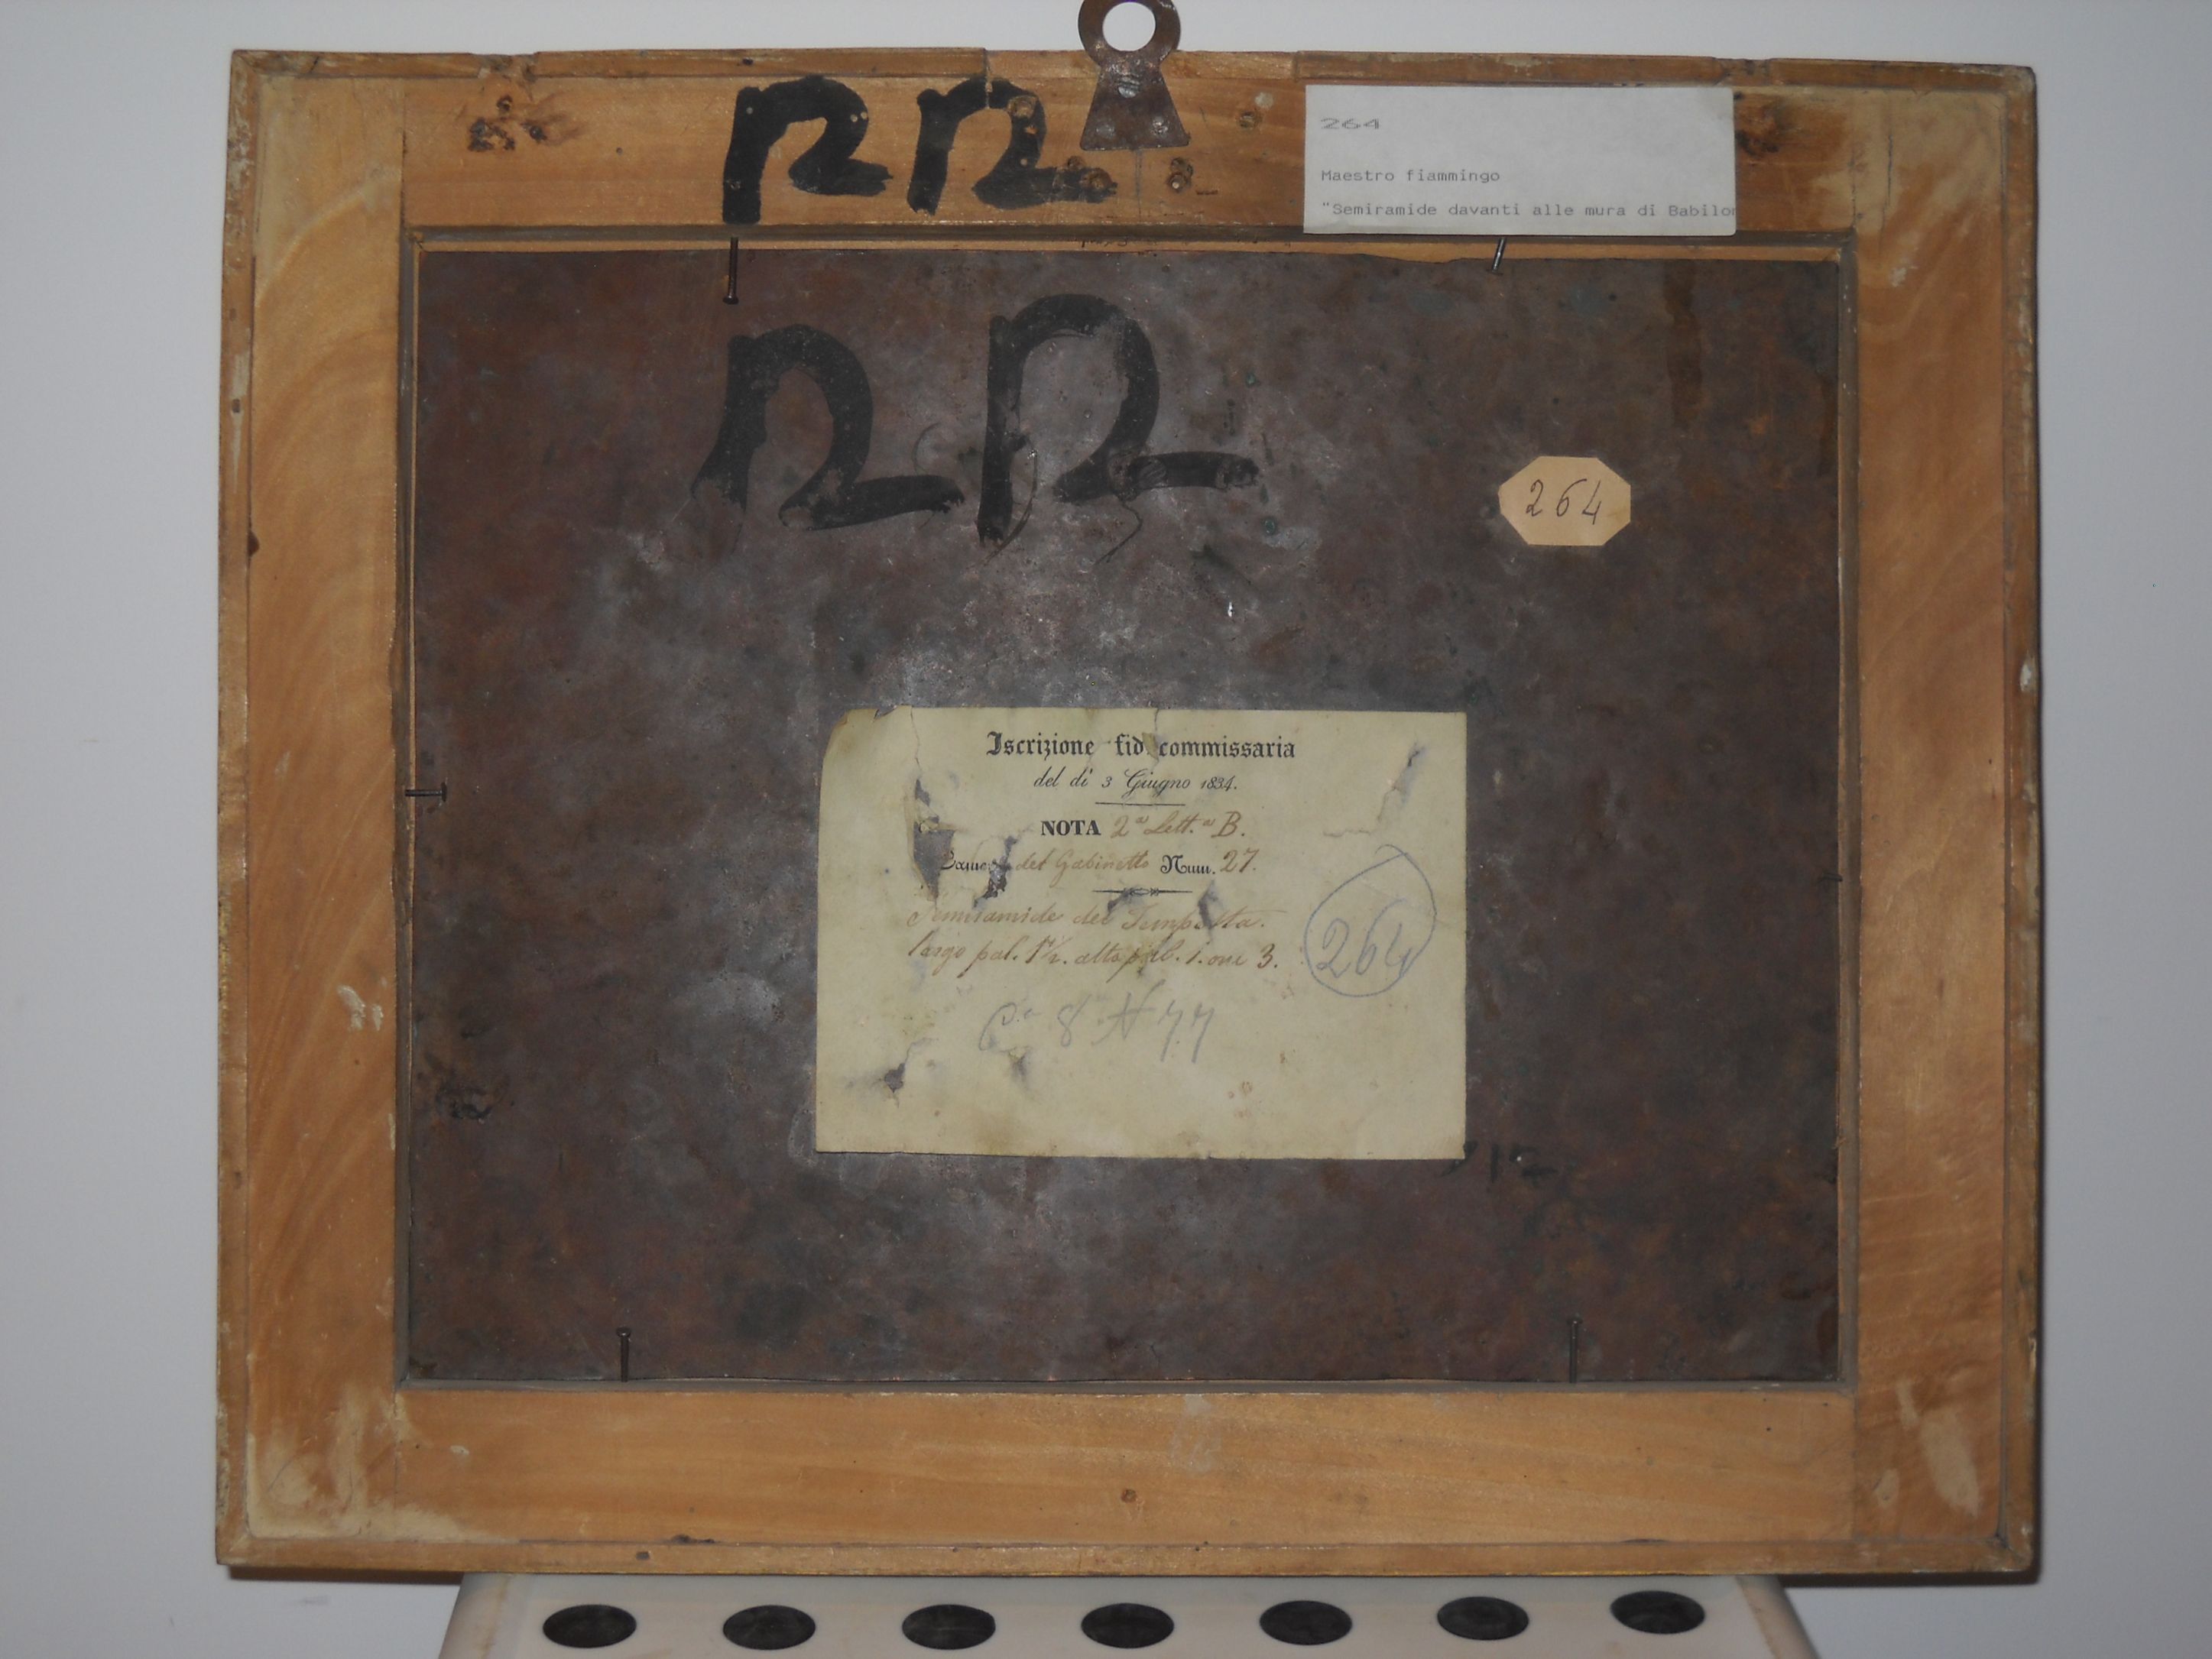 RR
264
Maestro fiammingo
"Semiramide davanti alle mura di Babilon
RR
264
Iscrizione fid commissaria
del dì 3 Giugno 1834.
NOTA 2ª Lett.ª B.
del Gabinetto Num. 27.
Semiramide del Tempesta.
largo pal. 1½. alto pal. 1. onc 3.
264
8 N 77